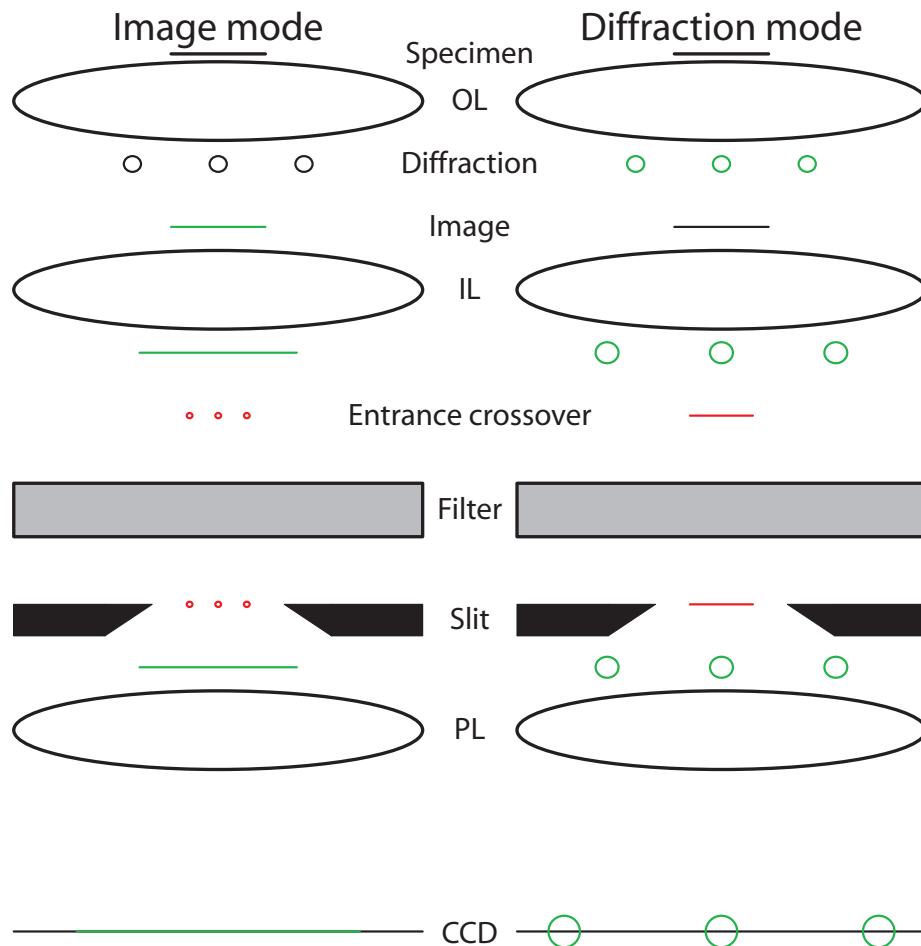 Image mode
Diffraction mode
Specimen
OL
Diffraction
Image
IL
Entrance crossover
Filter
Slit
PL
CCD